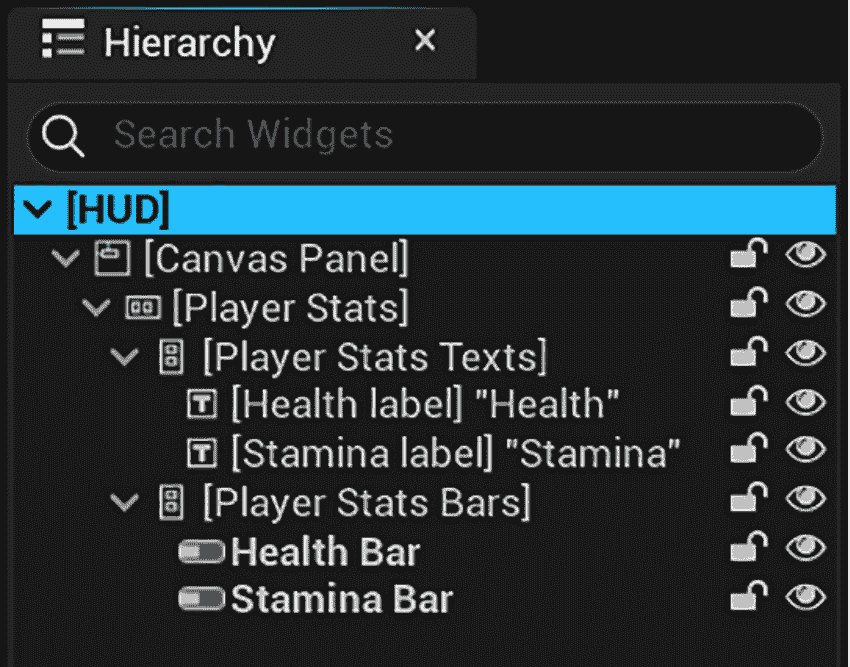 Hierarchy
Search Widgets
[HUD]
[Canvas Panel]
[Player Stats]
[Player Stats Texts]
[Health label] "Health"
[Stamina label] "Stamina"
[Player Stats Bars]
Health Bar
Stamina Bar